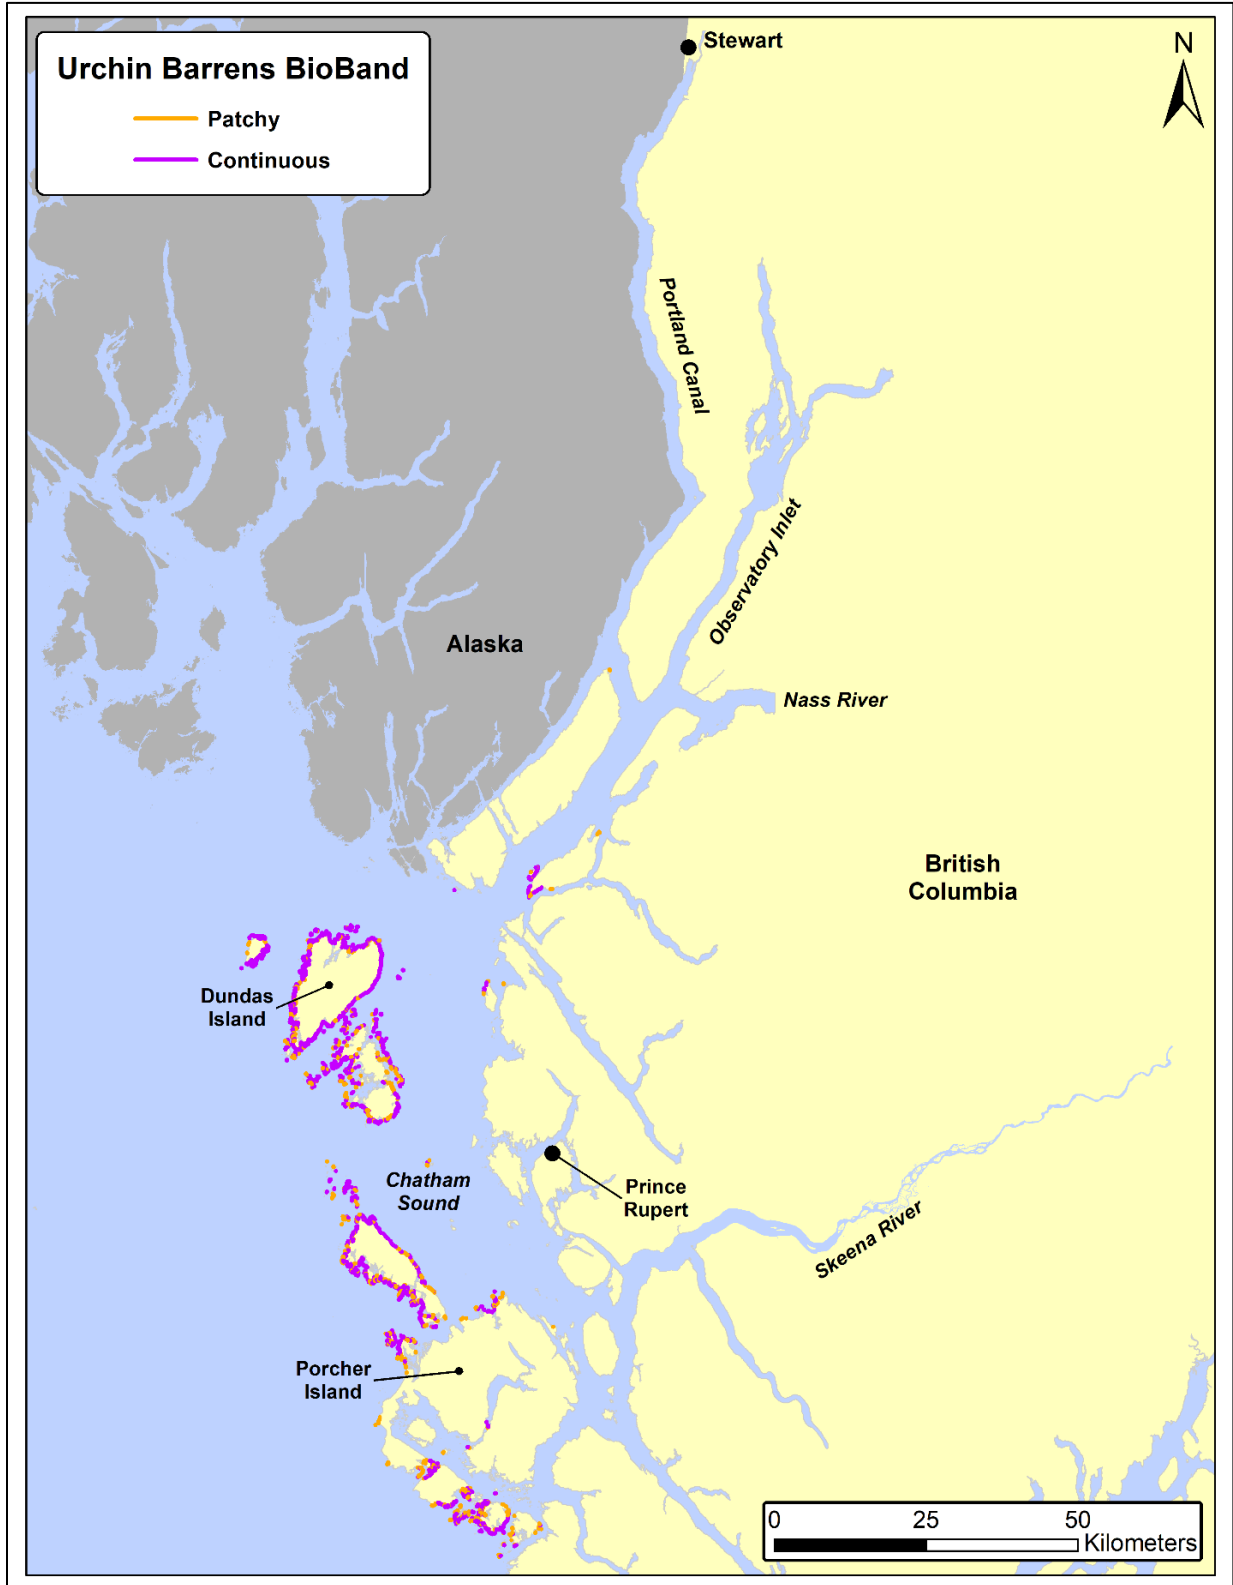 Urchin Barrens BioBand
Patchy
Continuous
Stewart
N
Portland Canal
Observatory Inlet
Alaska
Nass River
British
Columbia
Dundas
Island
Chatham
Sound
Prince
Rupert
Skeena River
Porcher
Island
0 25 50
Kilometers